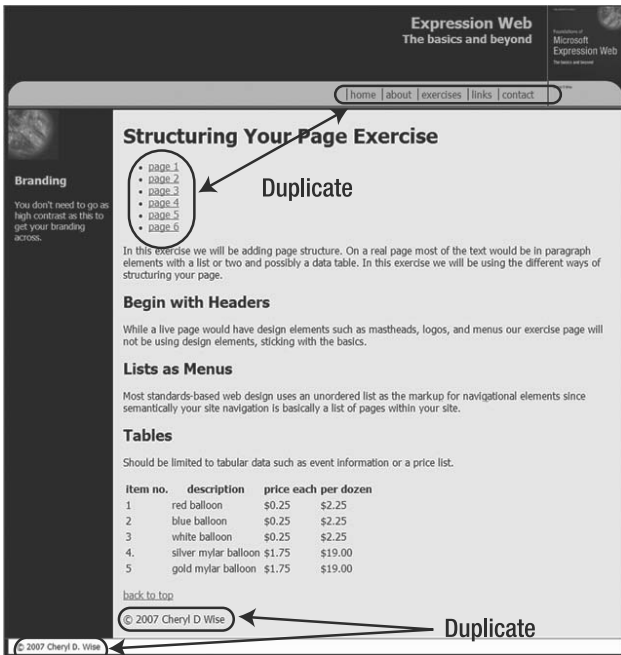 Expression Web
The basics and beyond
Foundations of
Microsoft
Expression Web
The basics and beyond
|home |about |exercises |links |contact
Structuring Your Page Exercise
• page 1
• page 2
• page 3
• page 4
• page 5
• page 6
Duplicate
Branding
You don't need to go as
high contrast as this to
get your branding
across.
In this exercise we will be adding page structure. On a real page most of the text would be in paragraph
elements with a list or two and possibly a data table. In this exercise we will be using the different ways of
structuring your page.
Begin with Headers
While a live page would have design elements such as mastheads, logos, and menus our exercise page will
not be using design elements, sticking with the basics.
Lists as Menus
Most standards-based web design uses an unordered list as the markup for navigational elements since
semantically your site navigation is basically a list of pages within your site.
Tables
Should be limited to tabular data such as event information or a price list.
item no. description price each per dozen
1 red balloon $0.25 $2.25
2 blue balloon $0.25 $2.25
3 white balloon $0.25 $2.25
4. silver mylar balloon $1.75 $19.00
5 gold mylar balloon $1.75 $19.00
back to top
© 2007 Cheryl D Wise
Duplicate
© 2007 Cheryl D. Wise